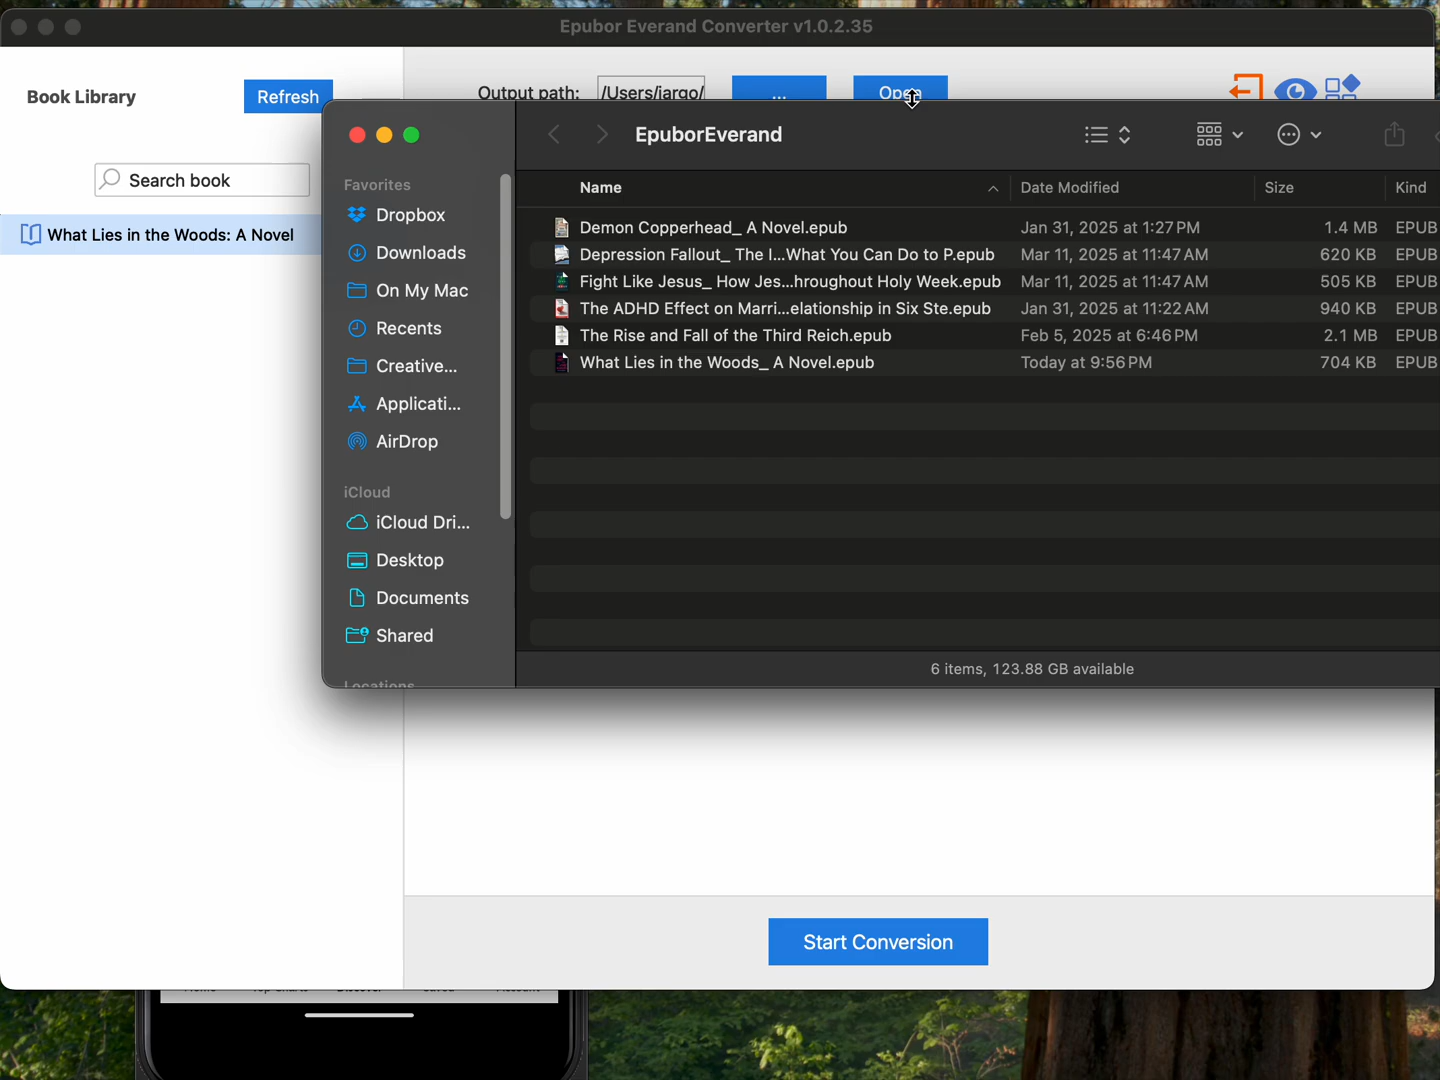 Epubor Everand Converter v1.0.2.35
Book Library
Refresh
Output path:
/Users/jargo/
...
Open
Search book
What Lies in the Woods: A Novel
EpuborEverand
Favorites
Dropbox
Downloads
On My Mac
Recents
Creative...
Applicati...
AirDrop
iCloud
iCloud Dri...
Desktop
Documents
Shared
Locations
Name Date Modified Size Kind
Demon Copperhead_ A Novel.epub Jan 31, 2025 at 1:27 PM 1.4 MB EPUB
Depression Fallout_ The I...What You Can Do to P.epub Mar 11, 2025 at 11:47 AM 620 KB EPUB
Fight Like Jesus_ How Jes...hroughout Holy Week.epub Mar 11, 2025 at 11:47 AM 505 KB EPUB
The ADHD Effect on Marri...elationship in Six Ste.epub Jan 31, 2025 at 11:22 AM 940 KB EPUB
The Rise and Fall of the Third Reich.epub Feb 5, 2025 at 6:46 PM 2.1 MB EPUB
What Lies in the Woods_ A Novel.epub Today at 9:56 PM 704 KB EPUB
6 items, 123.88 GB available
Start Conversion